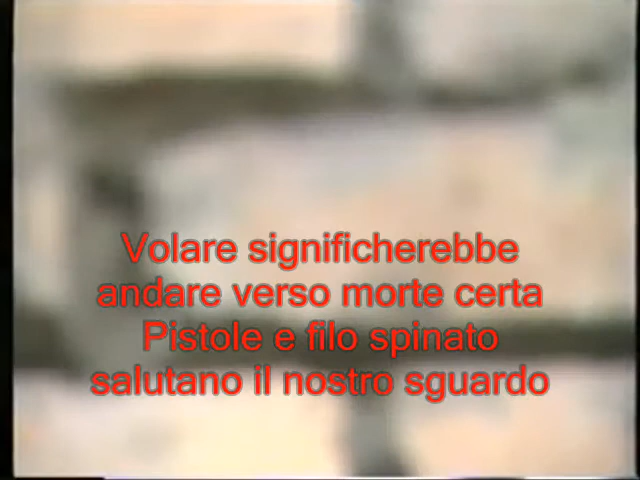 Volare significherebbe
andare verso morte certa
Pistole e filo spinato
salutano il nostro sguardo